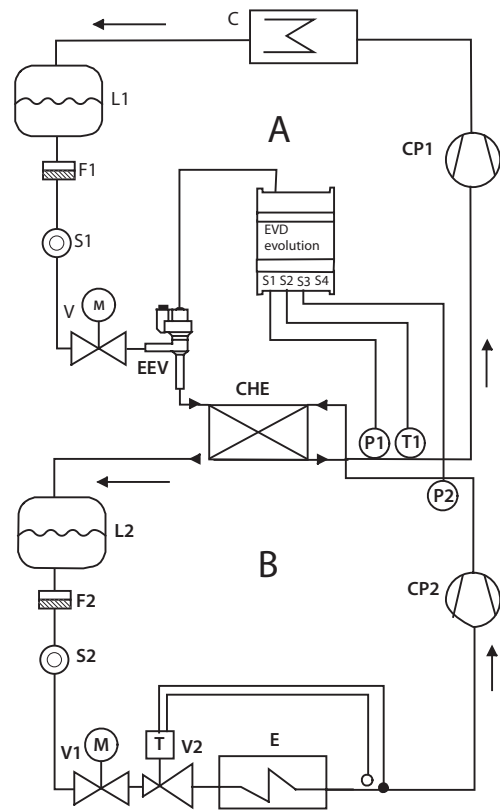 C
L1
A
CP1
F1
EVD
evolution
S1 S2 S3 S4
S1
V
M
EEV
CHE
P1
T1
P2
L2
B
CP2
F2
S2
V1
M
T
V2
E